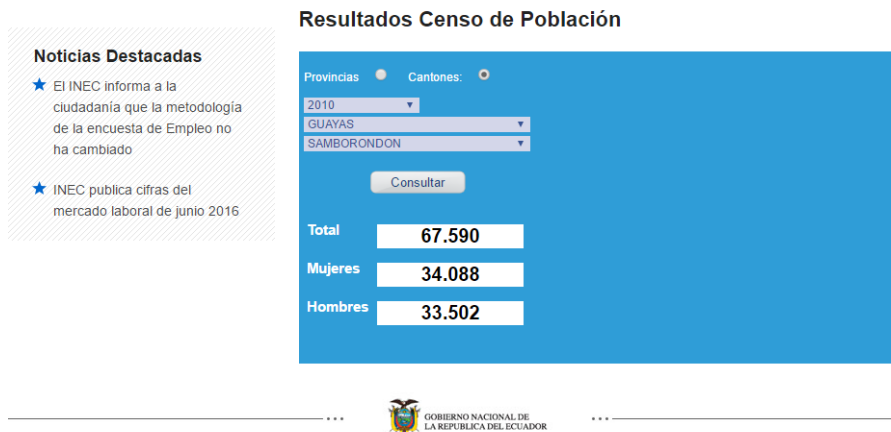 Resultados Censo de Población
Noticias Destacadas
El INEC informa a la
ciudadanía que la metodología
de la encuesta de Empleo no
ha cambiado
INEC publica cifras del
mercado laboral de junio 2016
Provincias Cantones:
2010
GUAYAS
SAMBORONDON
Consultar
Total 67.590
Mujeres 34.088
Hombres 33.502
GOBIERNO NACIONAL DE
LA REPUBLICA DEL ECUADOR